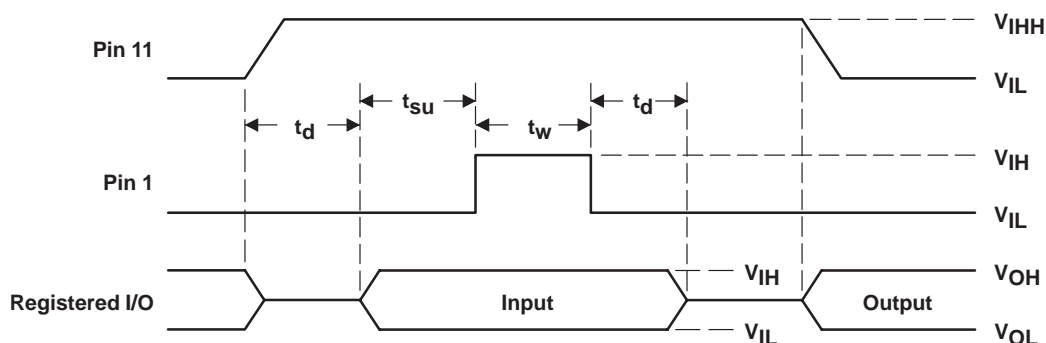 VIHH
Pin 11
VIL
tsu
td
td
tw
VIH
Pin 1
VIL
VIH
VOH
Registered I/O
Input
Output
VIL
VOL